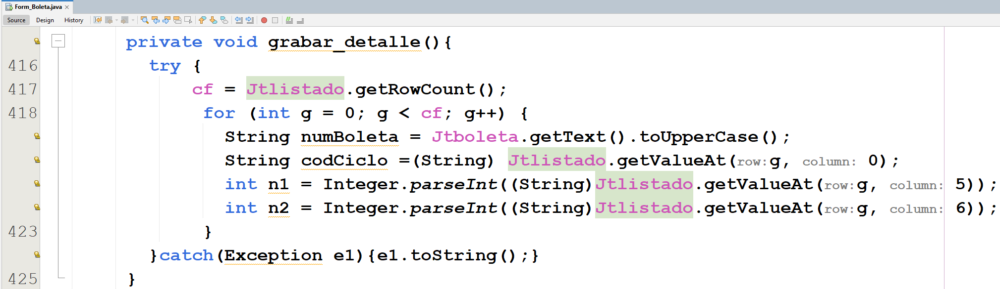 Form_Boleta.java
Source Design History
private void grabar_detalle(){
416 try {
417 cf = Jtlistado.getRowCount();
418 for (int g = 0; g < cf; g++) {
String numBoleta = Jtboleta.getText().toUpperCase();
String codCiclo =(String) Jtlistado.getValueAt(row:g, column: 0);
int n1 = Integer.parseInt((String)Jtlistado.getValueAt(row:g, column: 5));
int n2 = Integer.parseInt((String)Jtlistado.getValueAt(row:g, column: 6));
423 }
}catch(Exception e1){e1.toString();}
425 }